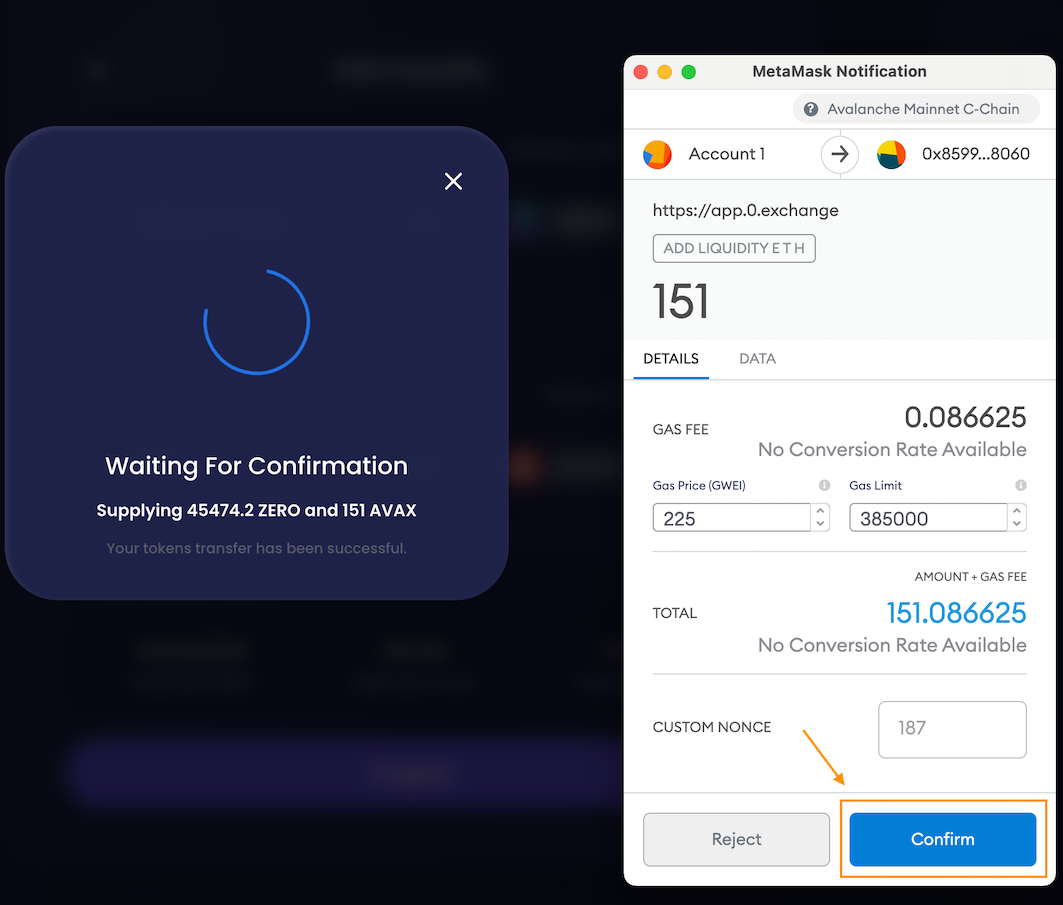 Waiting For Confirmation
Supplying 45474.2 ZERO and 151 AVAX
Your tokens transfer has been successful.
MetaMask Notification
Avalanche Mainnet C-Chain
Account 1
0x8599...8060
https://app.0.exchange
ADD LIQUIDITY E T H
151
DETAILS DATA
GAS FEE 0.086625
No Conversion Rate Available
Gas Price (GWEI) Gas Limit
225 385000
AMOUNT + GAS FEE
TOTAL 151.086625
No Conversion Rate Available
CUSTOM NONCE 187
Reject Confirm